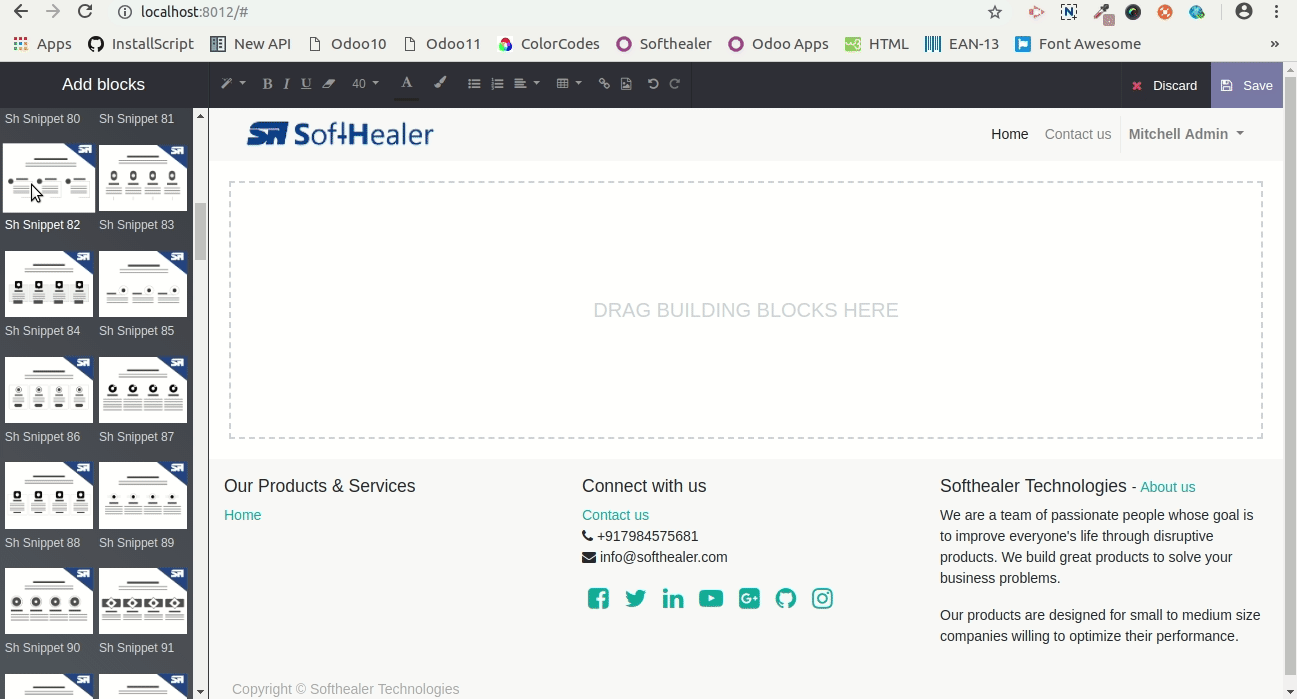 localhost:8012/#
Apps InstallScript New API Odoo10 Odoo11 ColorCodes Softhealer Odoo Apps HTML EAN-13 Font Awesome »
Add blocks
B I U 40 A
Discard Save
Sh Snippet 80 Sh Snippet 81
Sh Snippet 82 Sh Snippet 83
Sh Snippet 84 Sh Snippet 85
Sh Snippet 86 Sh Snippet 87
Sh Snippet 88 Sh Snippet 89
Sh Snippet 90 Sh Snippet 91
SoftHealer
Home Contact us Mitchell Admin
DRAG BUILDING BLOCKS HERE
Our Products & Services
Home
Connect with us
Contact us
+917984575681
info@softhealer.com
Softhealer Technologies - About us
We are a team of passionate people whose goal is
to improve everyone's life through disruptive
products. We build great products to solve your
business problems.
Our products are designed for small to medium size
companies willing to optimize their performance.
Copyright © Softhealer Technologies